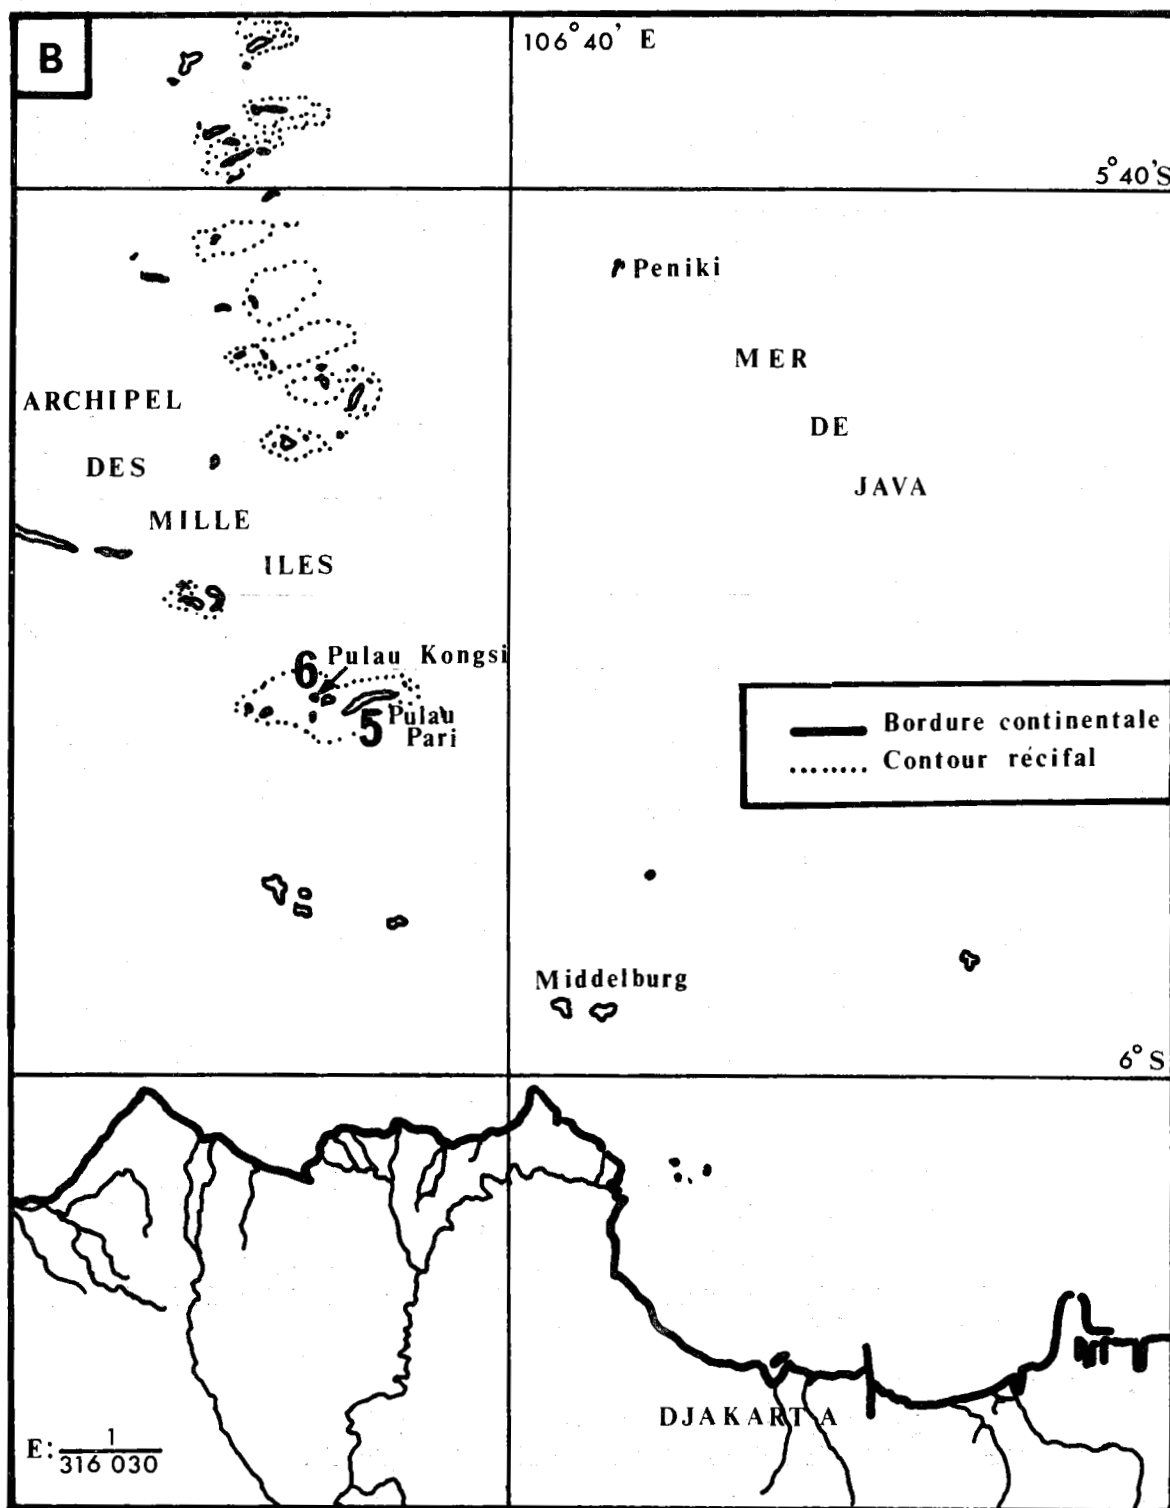 B
106°40' E
5°40'S
Peniki
MER
DE
JAVA
ARCHIPEL
DES
MILLE
ILES
6 Pulau Kongsi
5 Pulau
Pari
Bordure continentale
Contour récifal
Middelburg
6° S
DJAKARTA
E: 1
316 030